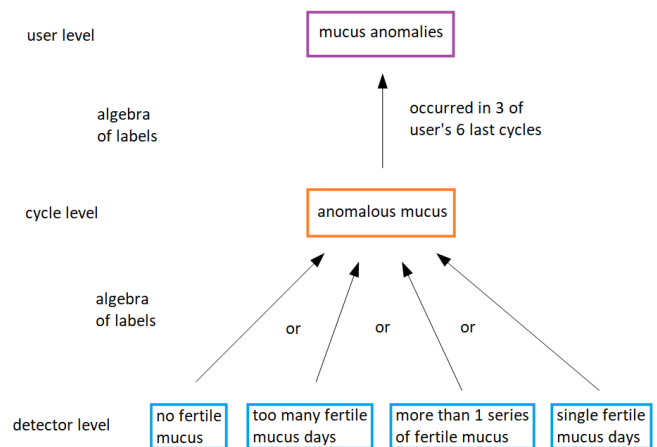 user level
mucus anomalies
algebra
of labels
occurred in 3 of
user's 6 last cycles
cycle level
anomalous mucus
algebra
of labels
or
or
or
detector level
no fertile
mucus
too many fertile
mucus days
more than 1 series
of fertile mucus
single fertile
mucus days